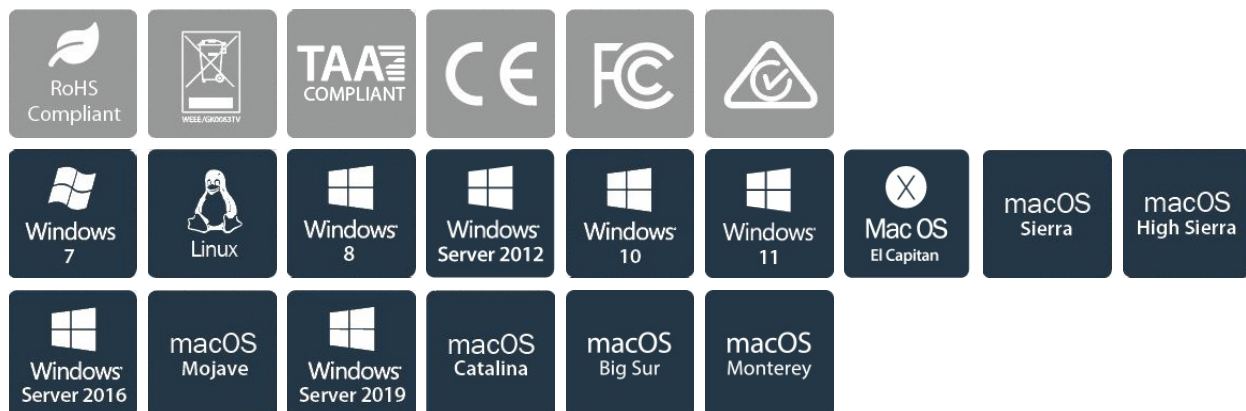 RoHS
Compliant
WEEE/GK0063TV
TAA
COMPLIANT
CE
FC
Windows
7
Linux
Windows
8
Windows
Server 2012
Windows
10
Windows
11
X
Mac OS
El Capitan
macOS
Sierra
macOS
High Sierra
Windows
Server 2016
macOS
Mojave
Windows
Server 2019
macOS
Catalina
macOS
Big Sur
macOS
Monterey